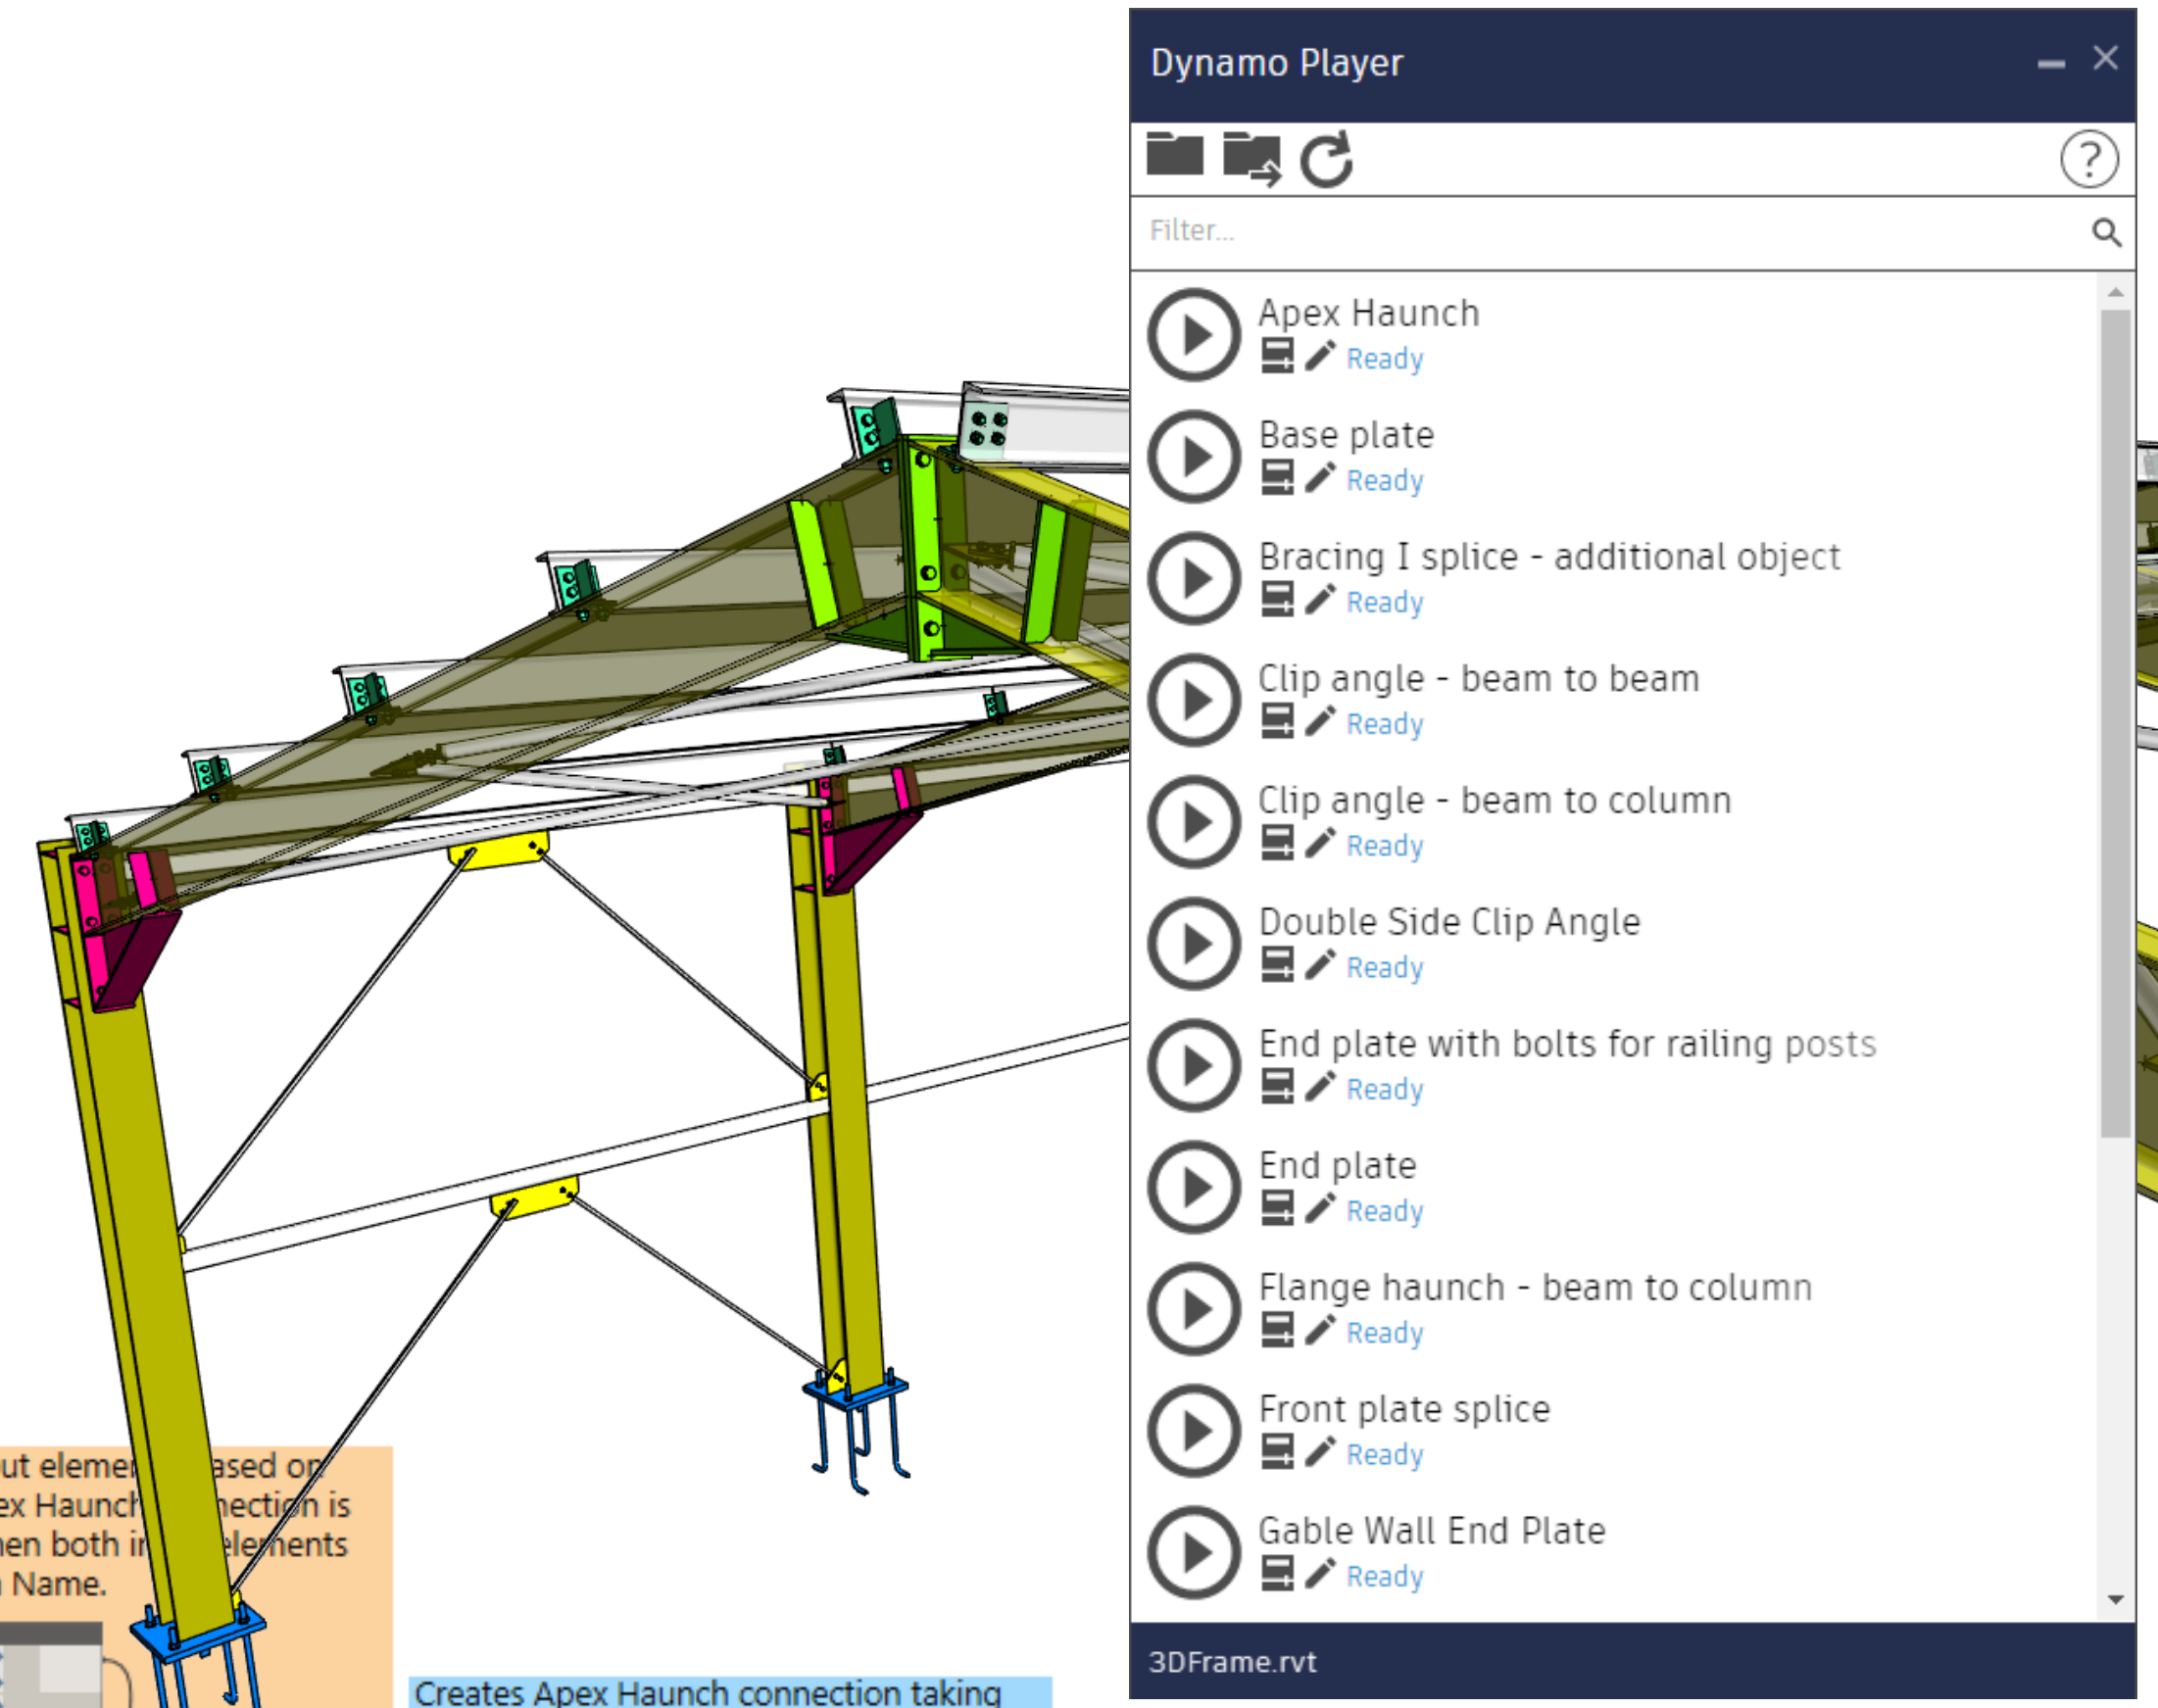 Dynamo Player
?
Filter...
Apex Haunch
Ready
Base plate
Ready
Bracing I splice - additional object
Ready
Clip angle - beam to beam
Ready
Clip angle - beam to column
Ready
Double Side Clip Angle
Ready
End plate with bolts for railing posts
Ready
End plate
Ready
Flange haunch - beam to column
Ready
Front plate splice
Ready
Gable Wall End Plate
Ready
3DFrame.rvt
on
Haunch is
both elements
Name.
Creates Apex Haunch connection taking